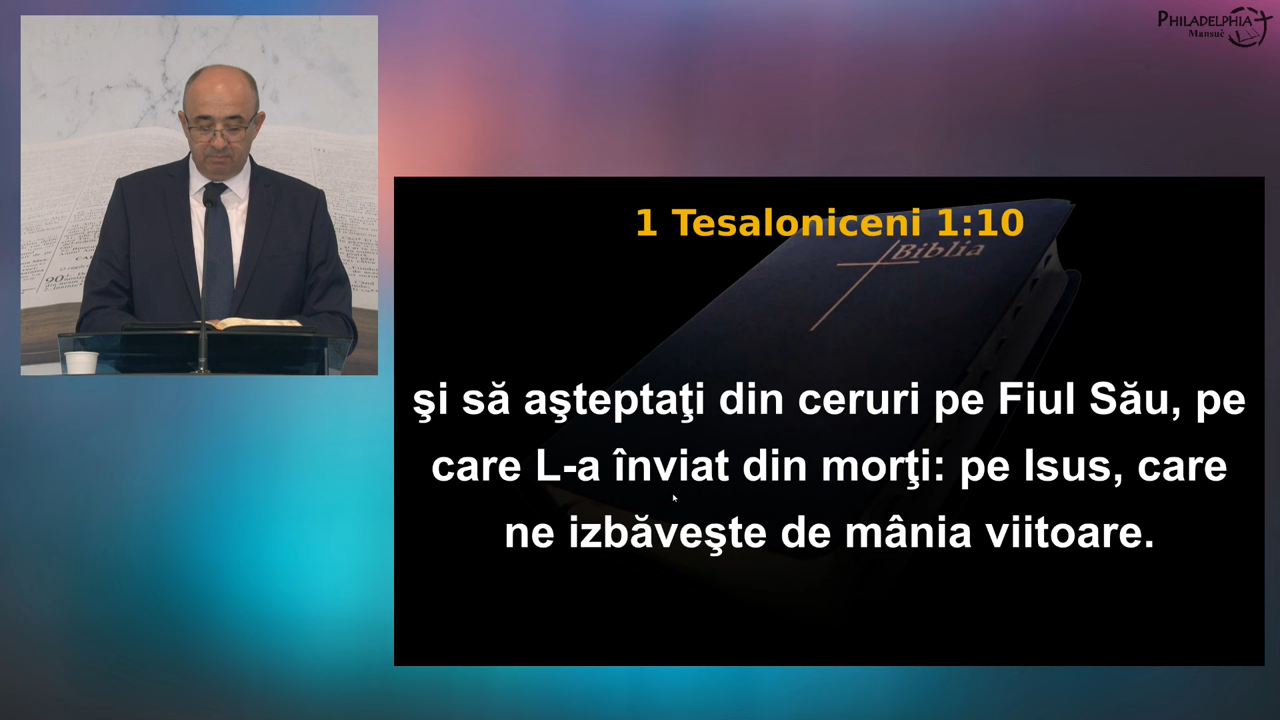 PHILADELPHIA
Mansuè
1 Tesaloniceni 1:10
Biblia
şi să aşteptaţi din ceruri pe Fiul Său, pe
care L-a înviat din morţi: pe Isus, care
ne izbăveşte de mânia viitoare.
90